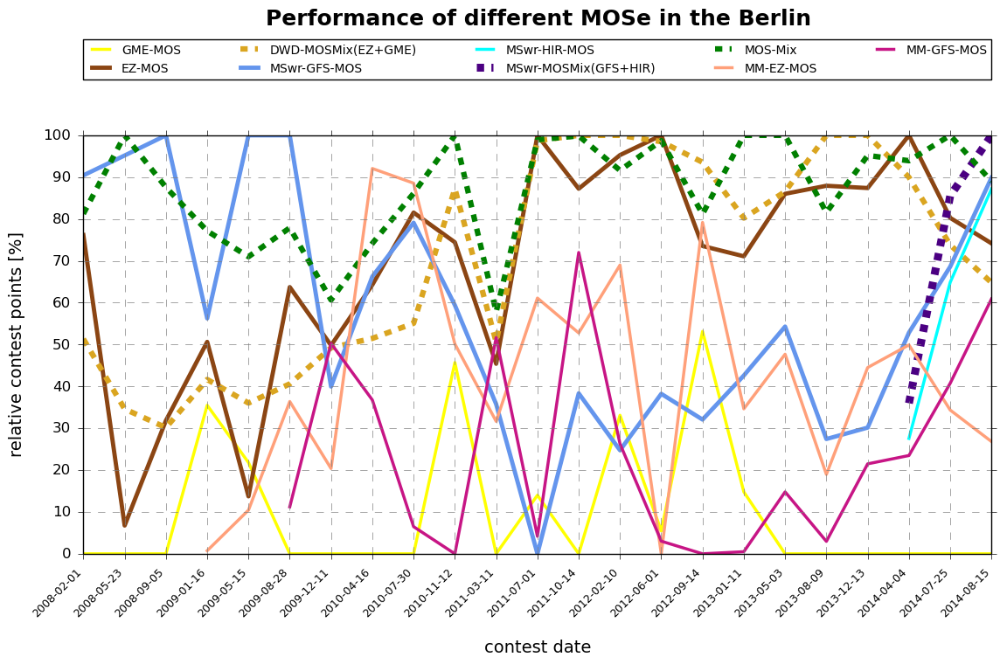 Performance of different MOSe in the Berlin
GME-MOS DWD-MOSMix(EZ+GME) MSwr-HIR-MOS MOS-Mix MM-GFS-MOS
EZ-MOS MSwr-GFS-MOS MSwr-MOSMix(GFS+HIR) MM-EZ-MOS
100
90
80
70
60
50
40
30
20
10
0
relative contest points [%]
2008-02-01 2008-05-23 2008-09-05 2009-01-16 2009-05-15 2009-08-28 2009-12-11 2010-04-16 2010-07-30 2010-11-12 2011-03-11 2011-07-01 2011-10-14 2012-02-10 2012-06-01 2012-09-14 2013-01-11 2013-05-03 2013-08-09 2013-12-13 2014-04-04 2014-07-25 2014-08-15
contest date